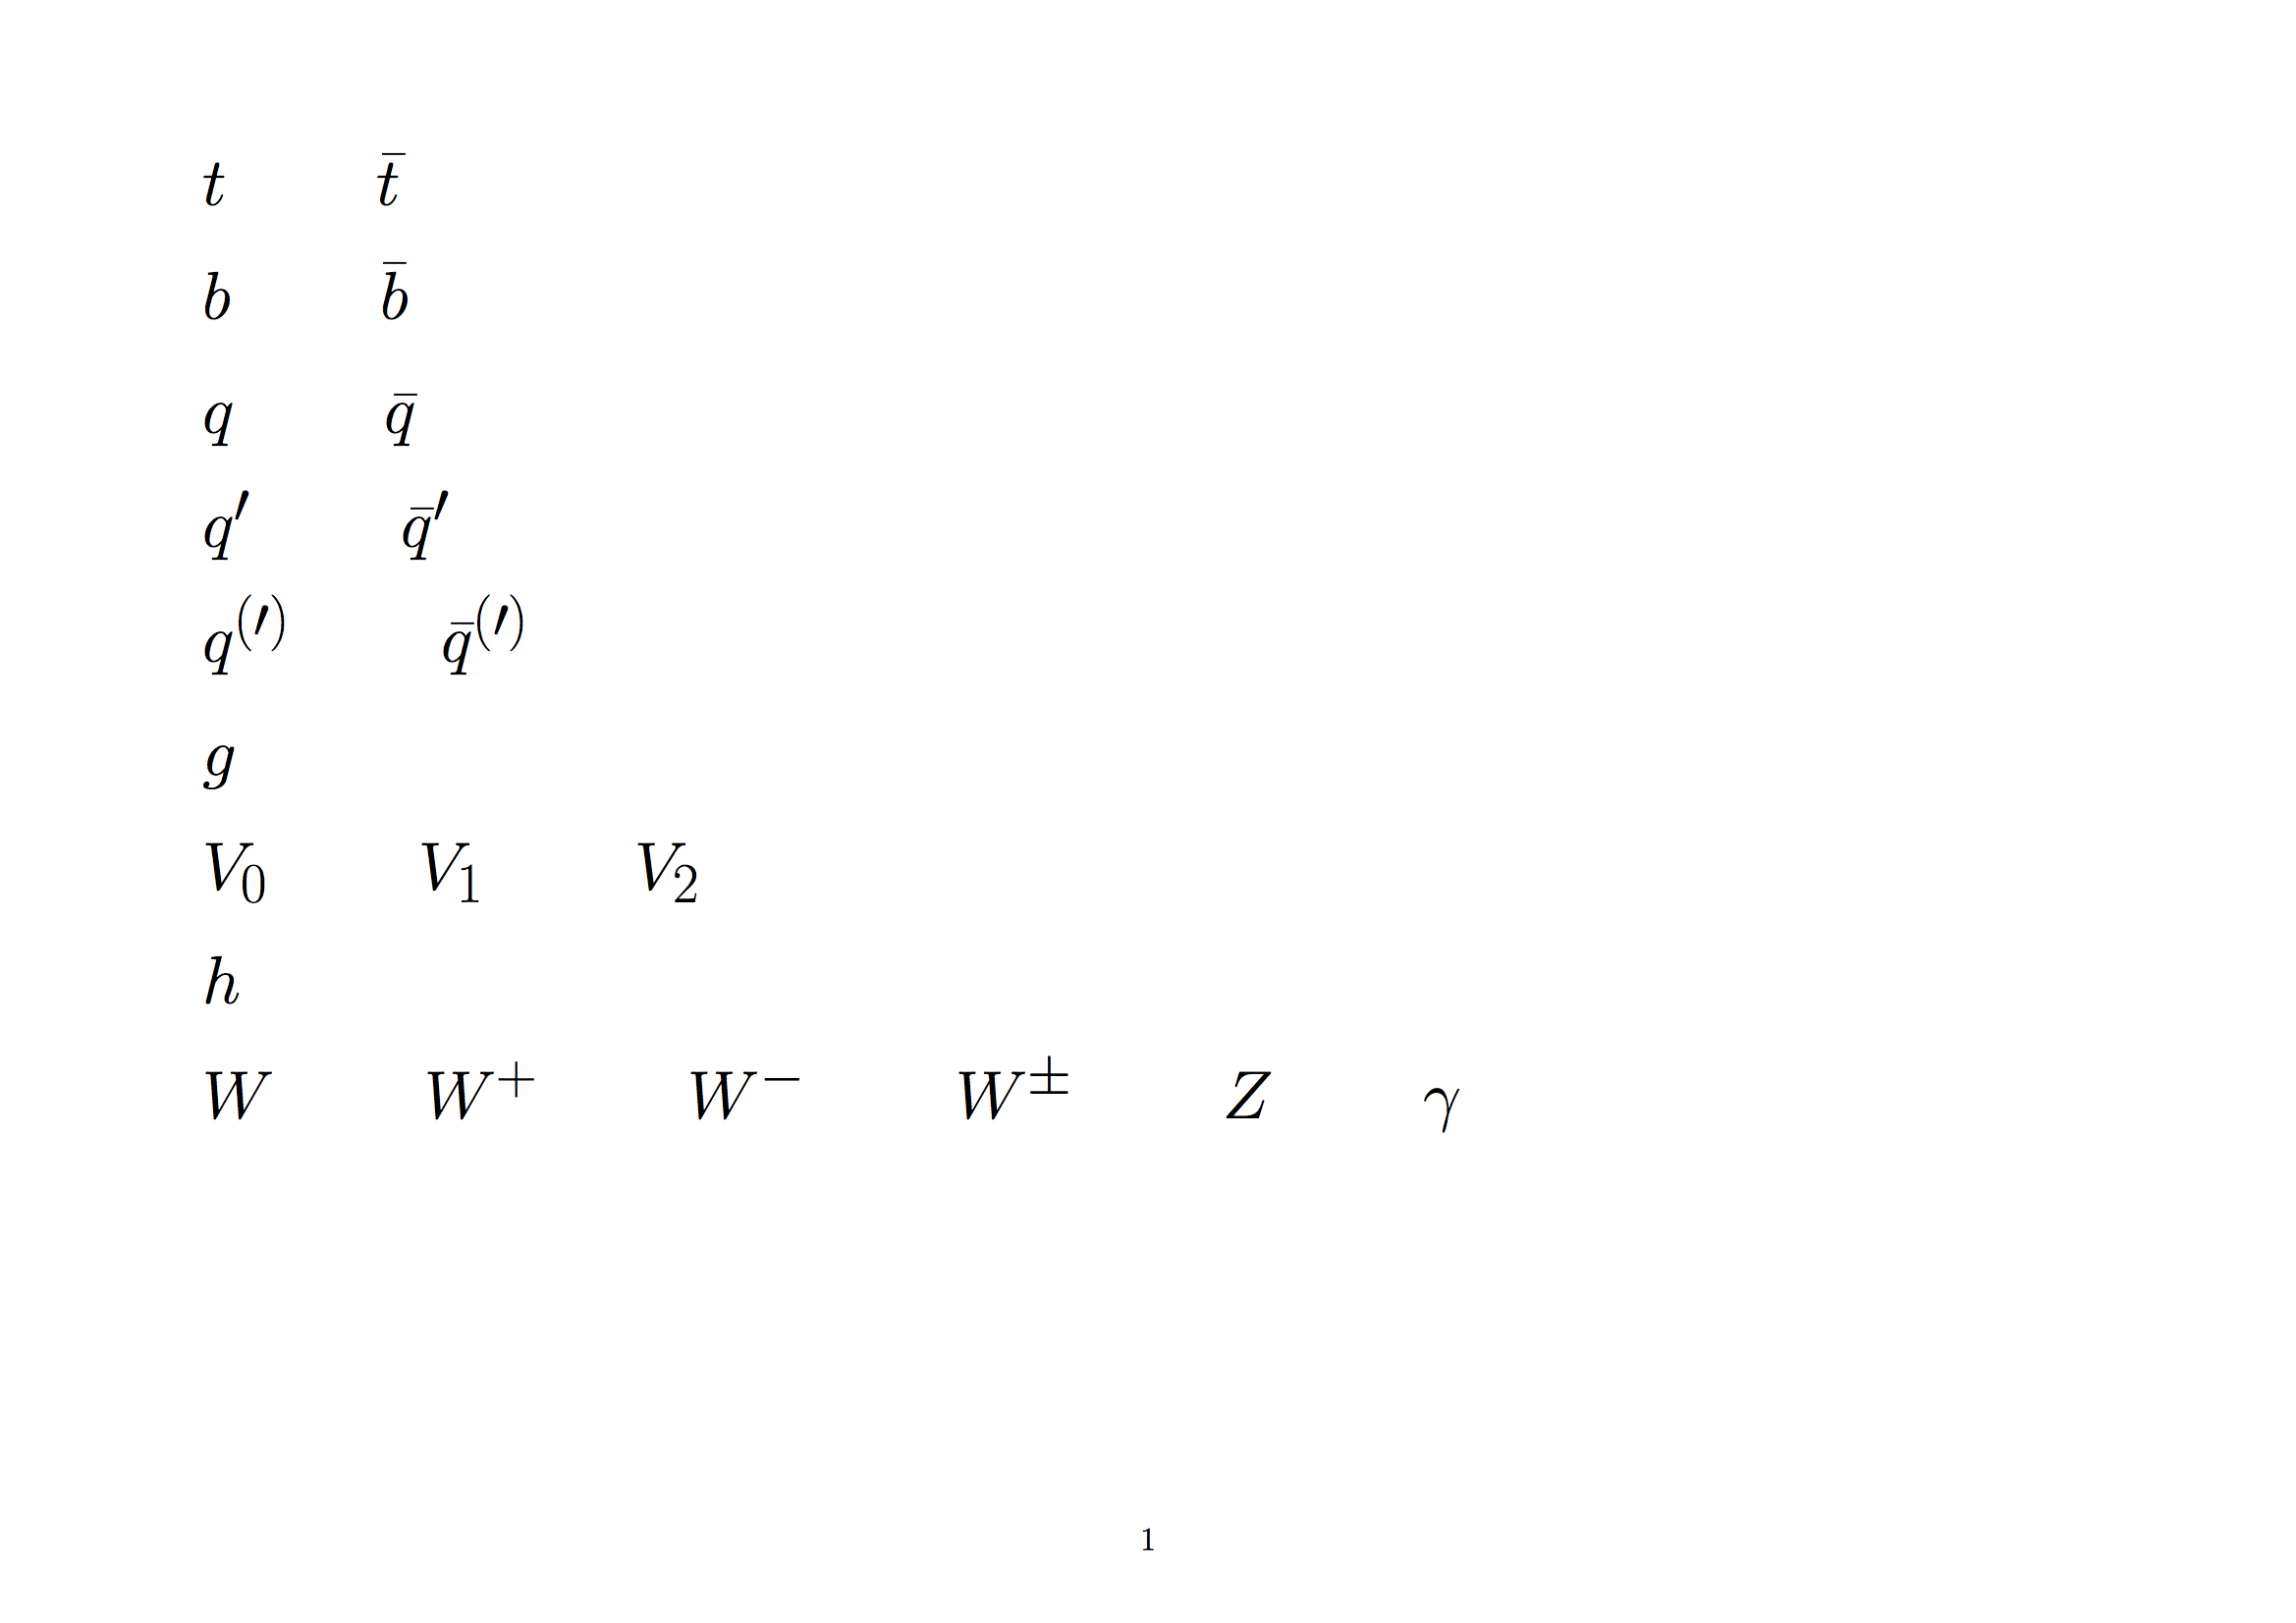 t t̄
b b̄
q q̄
q′ q̄′
q⁽′⁾ q̄⁽′⁾
g
V₀ V₁ V₂
h
W W⁺ W⁻ W^± Z γ
1